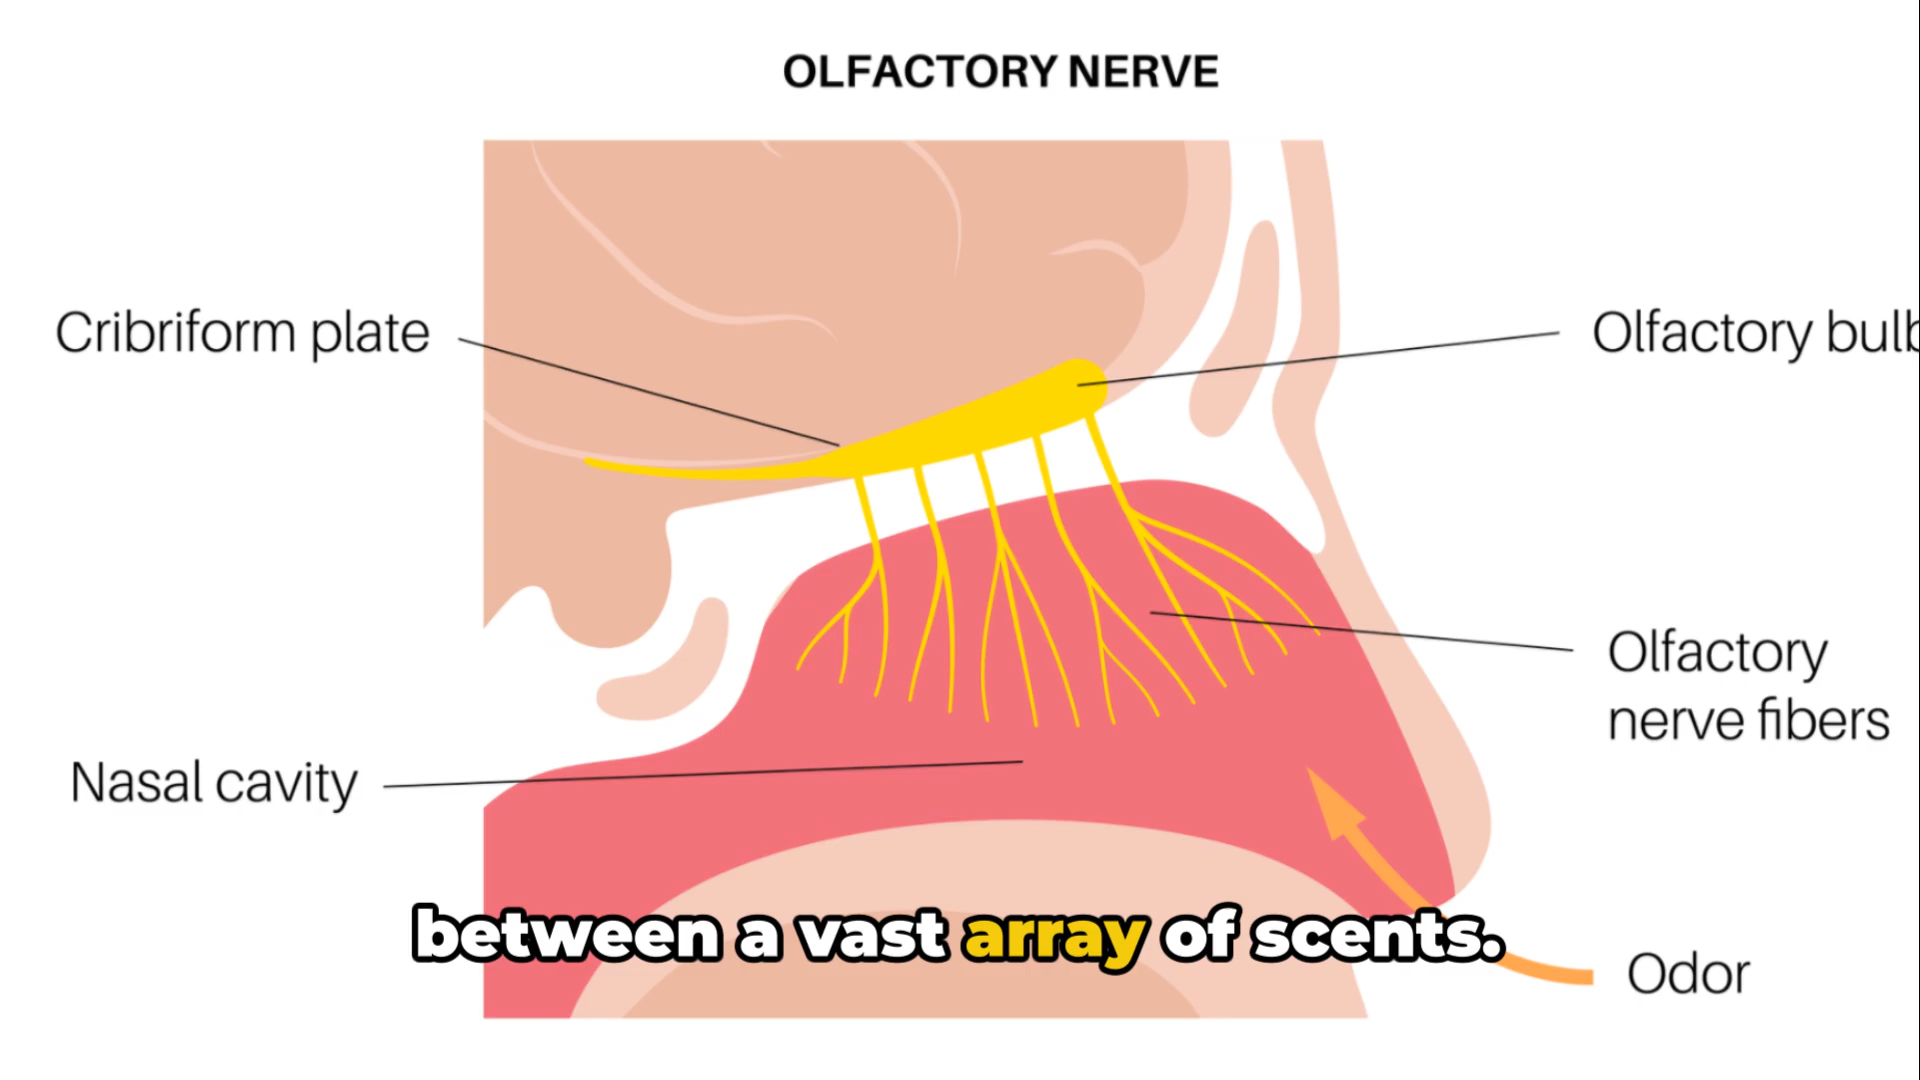 OLFACTORY NERVE
Cribriform plate
Olfactory bulb
Olfactory
nerve fibers
Nasal cavity
between a vast array of scents.
Odor